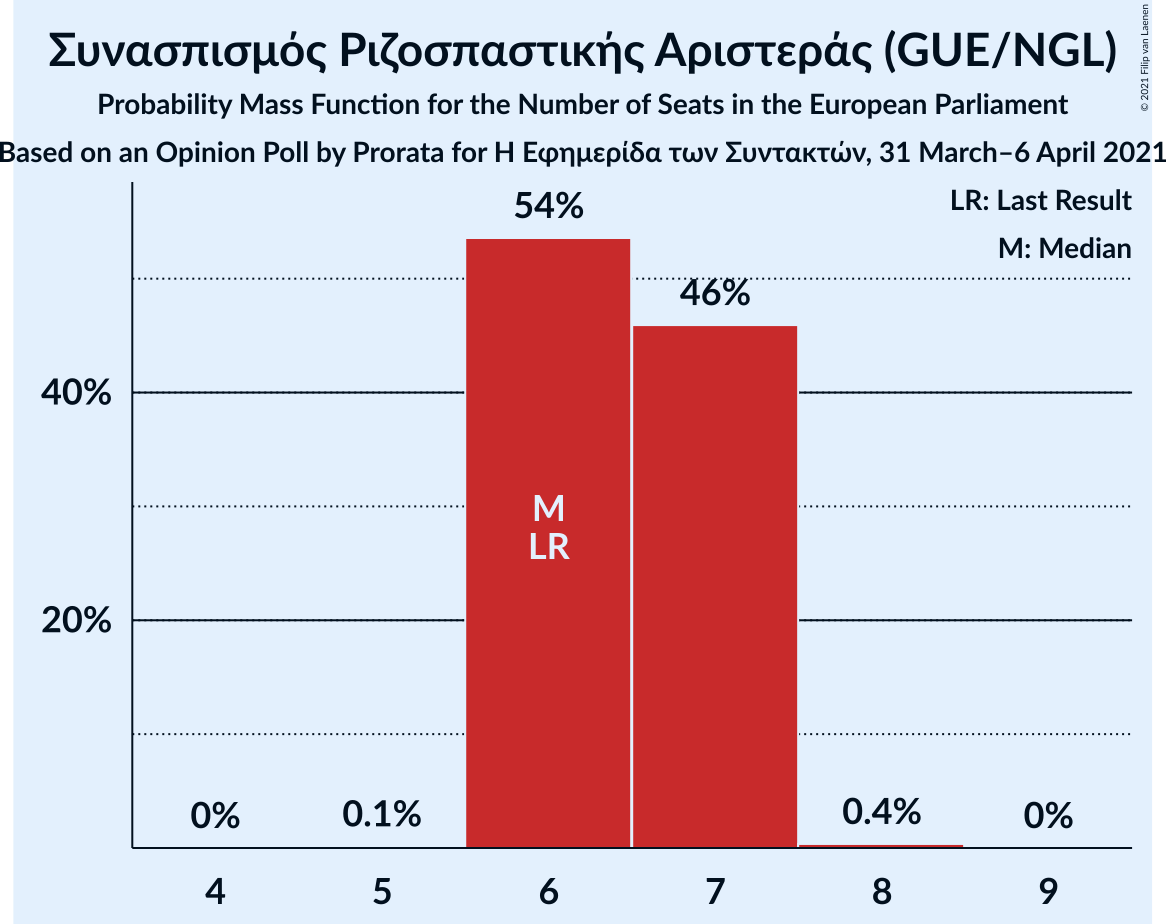 Συνασπισμός Ριζοσπαστικής Αριστεράς (GUE/NGL)
Probability Mass Function for the Number of Seats in the European Parliament
Based on an Opinion Poll by Prorata for Η Εφημερίδα των Συντακτών, 31 March–6 April 2021
© 2021 Filip van Laenen
LR: Last Result
M: Median
54%
46%
40%
M
LR
20%
0%
0.1%
0.4%
0%
4 5 6 7 8 9